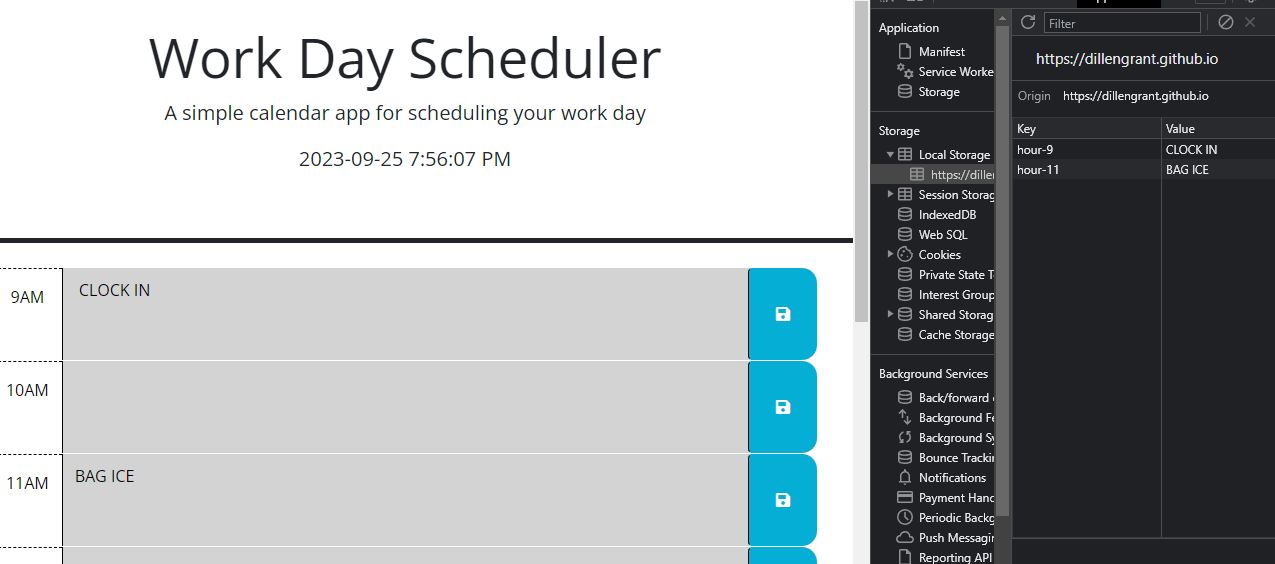 Work Day Scheduler
A simple calendar app for scheduling your work day
2023-09-25 7:56:07 PM
9AM
CLOCK IN
10AM
11AM
BAG ICE
Application
Manifest
Service Worke
Storage
Storage
Local Storage
https://dille
Session Storag
IndexedDB
Web SQL
Cookies
Private State T
Interest Group
Shared Storag
Cache Storage
Background Services
Back/forward
Background Fe
Background Sy
Bounce Trackin
Notifications
Payment Hand
Periodic Backg
Push Messagin
Reporting API
Filter
https://dillengrant.github.io
Origin https://dillengrant.github.io
Key Value
hour-9 CLOCK IN
hour-11 BAG ICE